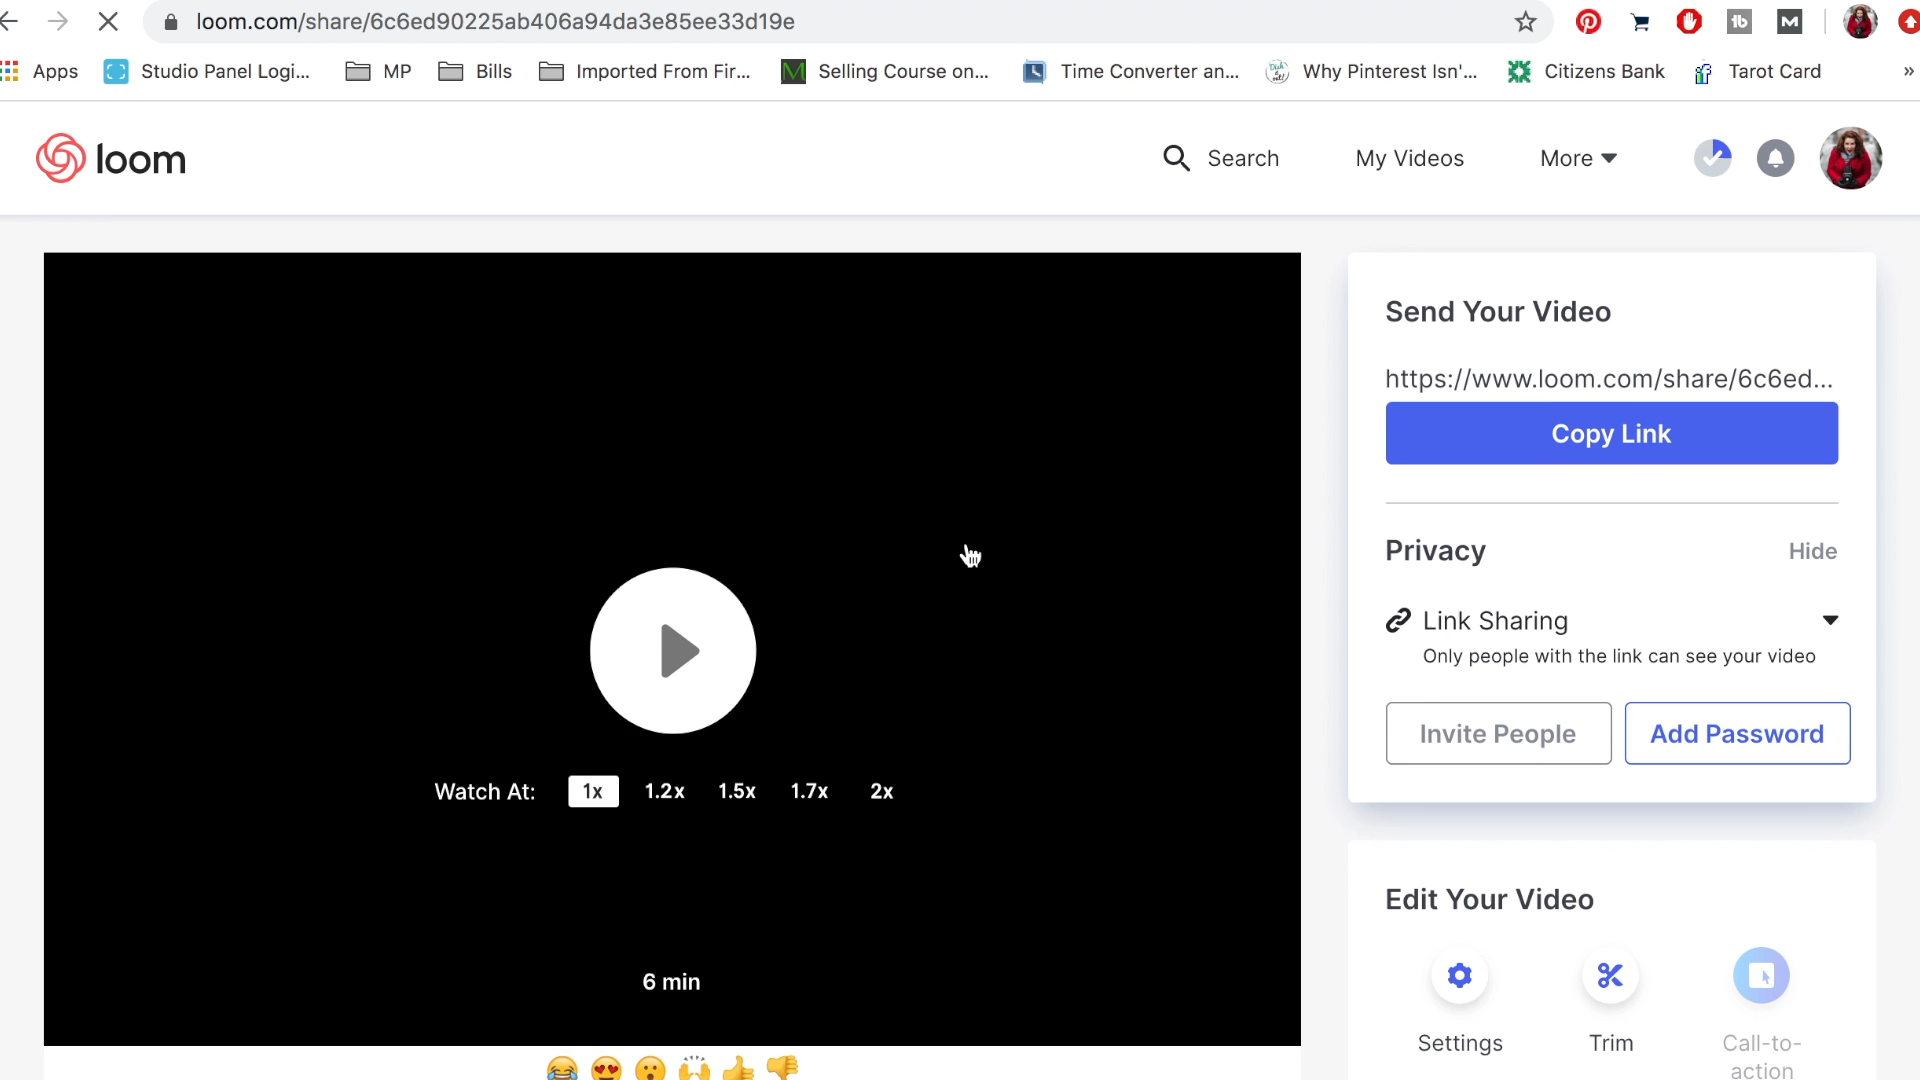 loom.com/share/6c6ed90225ab406a94da3e85ee33d19e
Apps
Studio Panel Logi...
MP
Bills
Imported From Fir...
Selling Course on...
Time Converter an...
Why Pinterest Isn'...
Citizens Bank
Tarot Card
»
loom
Search
My Videos
More
Send Your Video
https://www.loom.com/share/6c6ed...
Copy Link
Privacy
Hide
Link Sharing
Only people with the link can see your video
Invite People
Add Password
Watch At:
1x
1.2x
1.5x
1.7x
2x
6 min
Edit Your Video
Settings
Trim
Call-to-
action